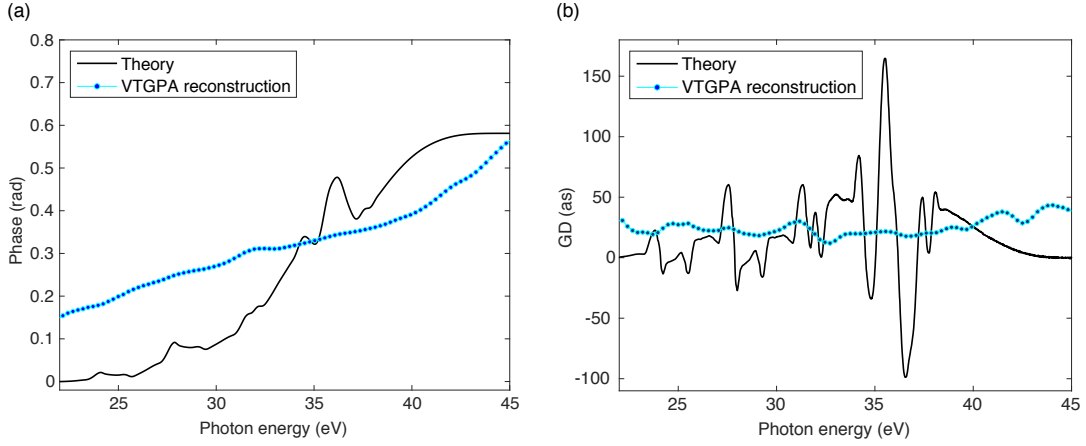 (a)
0.8
0.7
0.6
0.5
0.4
0.3
0.2
0.1
0
Phase (rad)
Theory
VTGPA reconstruction
25 30 35 40 45
Photon energy (eV)
(b)
150
100
50
0
-50
-100
GD (as)
Theory
VTGPA reconstruction
25 30 35 40 45
Photon energy (eV)